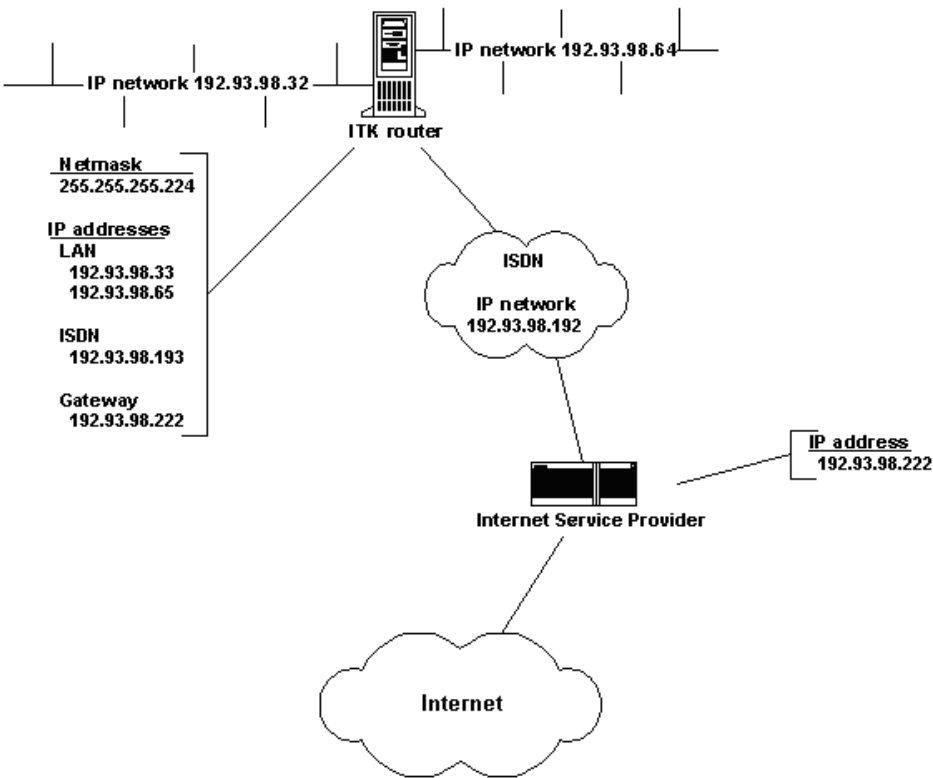 IP network 192.93.98.64
IP network 192.93.98.32
ITK router
Netmask
255.255.255.224
IP addresses
LAN
192.93.98.33
192.93.98.65
ISDN
192.93.98.193
Gateway
192.93.98.222
ISDN
IP network
192.93.98.192
IP address
192.93.98.222
Internet Service Provider
Internet